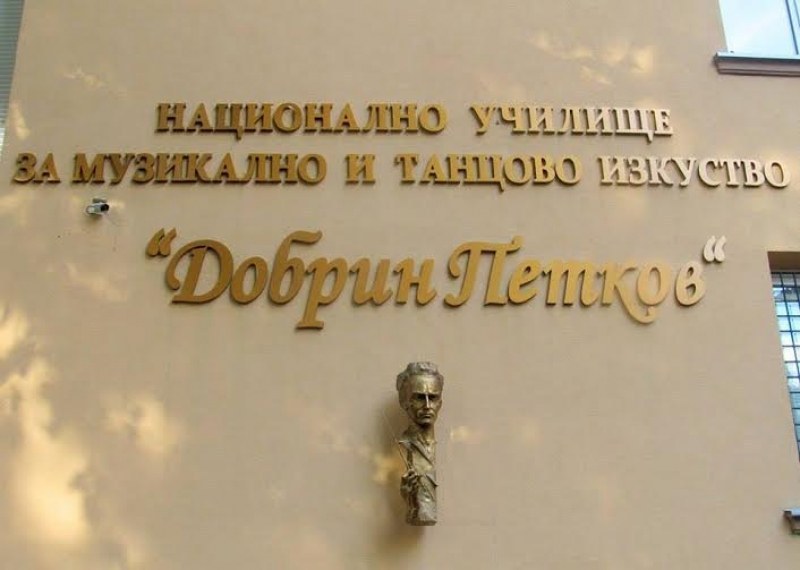 НАЦИОНАЛНО УЧИЛИЩЕ
ЗА МУЗИКАЛНО И ТАНЦОВО ИЗКУСТВО
“Добрин Петков“